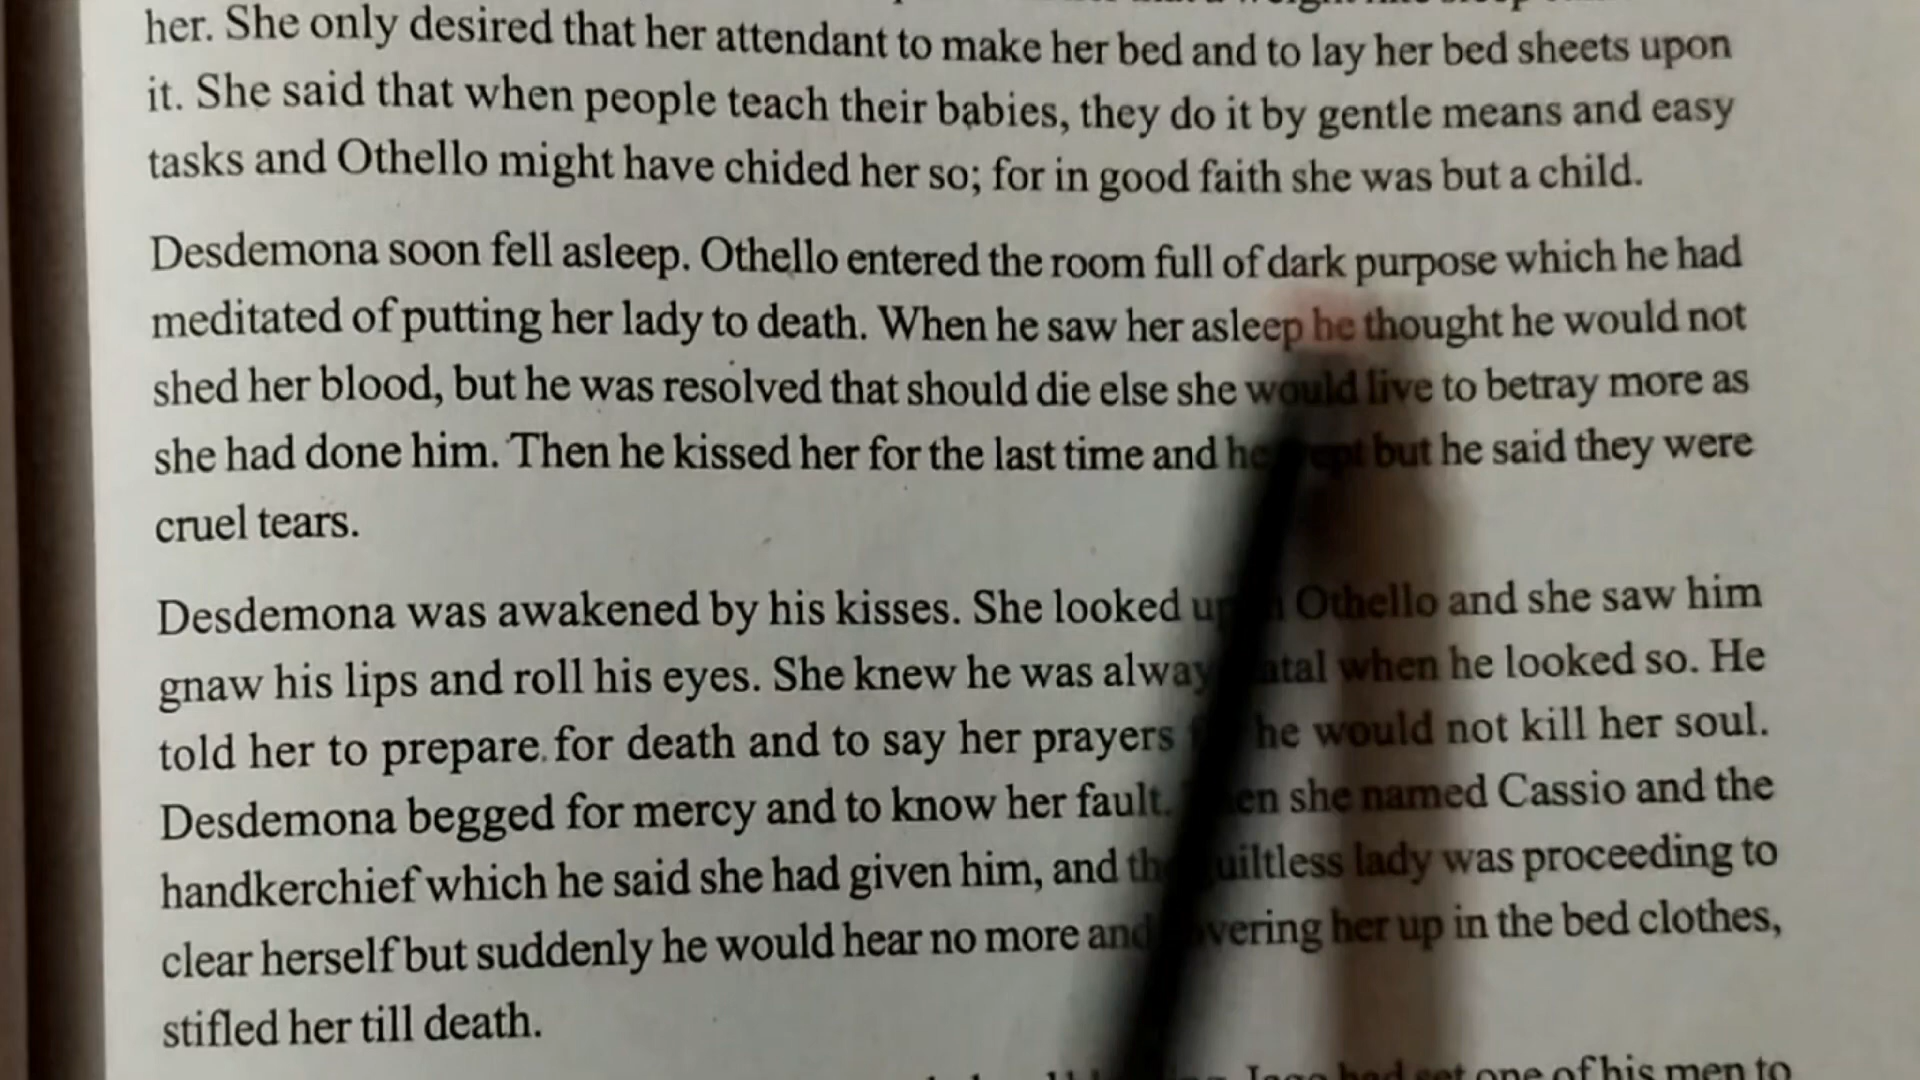 her. She only desired that her attendant to make her bed and to lay her bed sheets upon
it. She said that when people teach their babies, they do it by gentle means and easy
tasks and Othello might have chided her so; for in good faith she was but a child.
Desdemona soon fell asleep. Othello entered the room full of dark purpose which he had
meditated of putting her lady to death. When he saw her asleep he thought he would not
shed her blood, but he was resolved that should die else she would live to betray more as
she had done him. Then he kissed her for the last time and he but he said they were
cruel tears.
Desdemona was awakened by his kisses. She looked Othello and she saw him
gnaw his lips and roll his eyes. She knew he was when he looked so. He
told her to prepare for death and to say her prayers he would not kill her soul.
Desdemona begged for mercy and to know her fault. she named Cassio and the
handkerchief which he said she had given him, and lady was proceeding to
clear herself but suddenly he would hear no more and her up in the bed clothes,
stifled her till death.
had set one of his men to